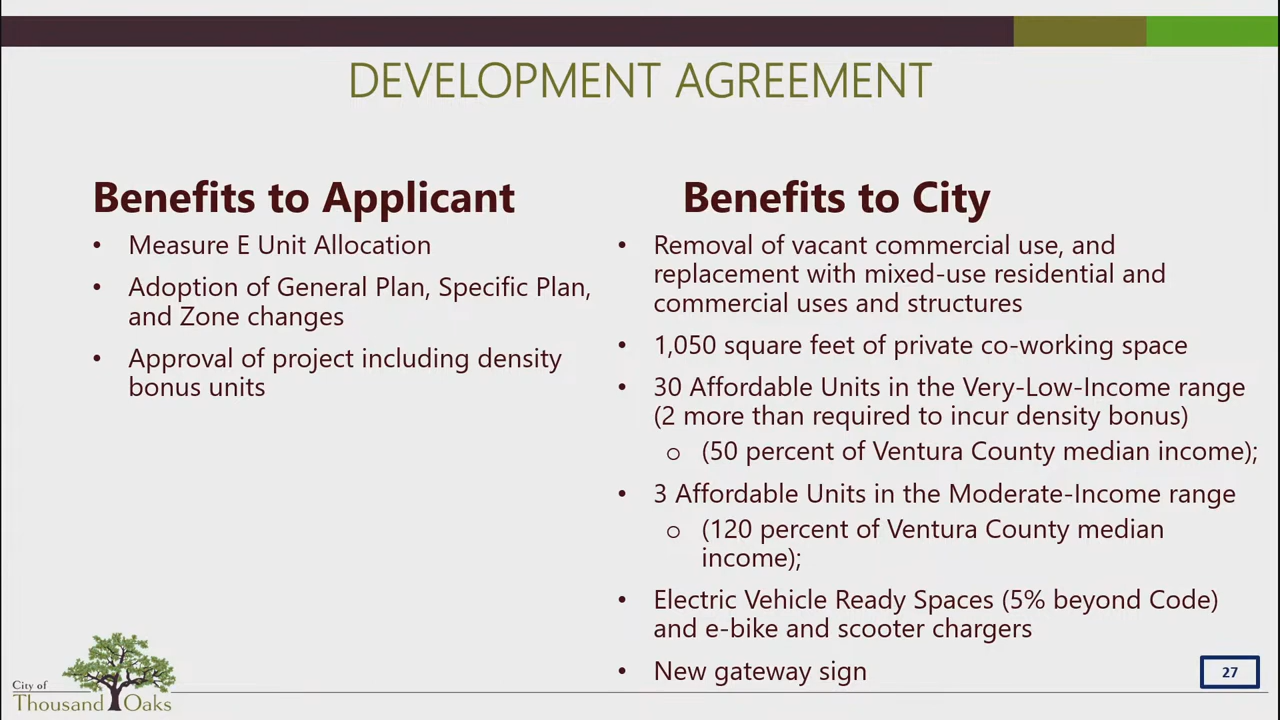 DEVELOPMENT AGREEMENT
Benefits to Applicant
• Measure E Unit Allocation
• Adoption of General Plan, Specific Plan,
and Zone changes
• Approval of project including density
bonus units
Benefits to City
• Removal of vacant commercial use, and
replacement with mixed-use residential and
commercial uses and structures
• 1,050 square feet of private co-working space
• 30 Affordable Units in the Very-Low-Income range
(2 more than required to incur density bonus)
o (50 percent of Ventura County median income);
• 3 Affordable Units in the Moderate-Income range
o (120 percent of Ventura County median
income);
• Electric Vehicle Ready Spaces (5% beyond Code)
and e-bike and scooter chargers
• New gateway sign
City of
Thousand Oaks
27